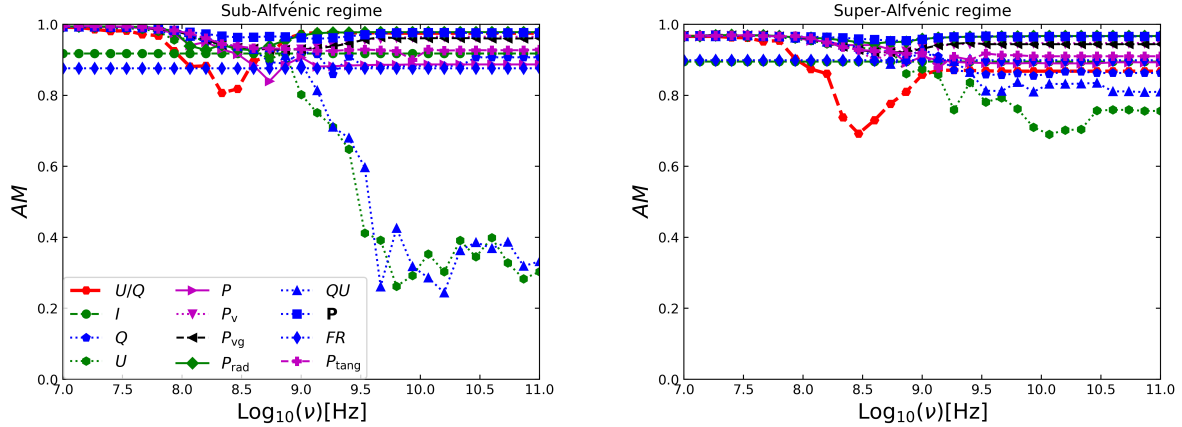 Sub-Alfvénic regime
AM
1.0
0.8
0.6
0.4
0.2
0.0
U/Q
I
Q
U
P
Pv
Pvg
Prad
QU
P
FR
Ptang
7.0 7.5 8.0 8.5 9.0 9.5 10.0 10.5 11.0
Log10(ν)[Hz]
Super-Alfvénic regime
AM
1.0
0.8
0.6
0.4
0.2
0.0
7.0 7.5 8.0 8.5 9.0 9.5 10.0 10.5 11.0
Log10(ν)[Hz]